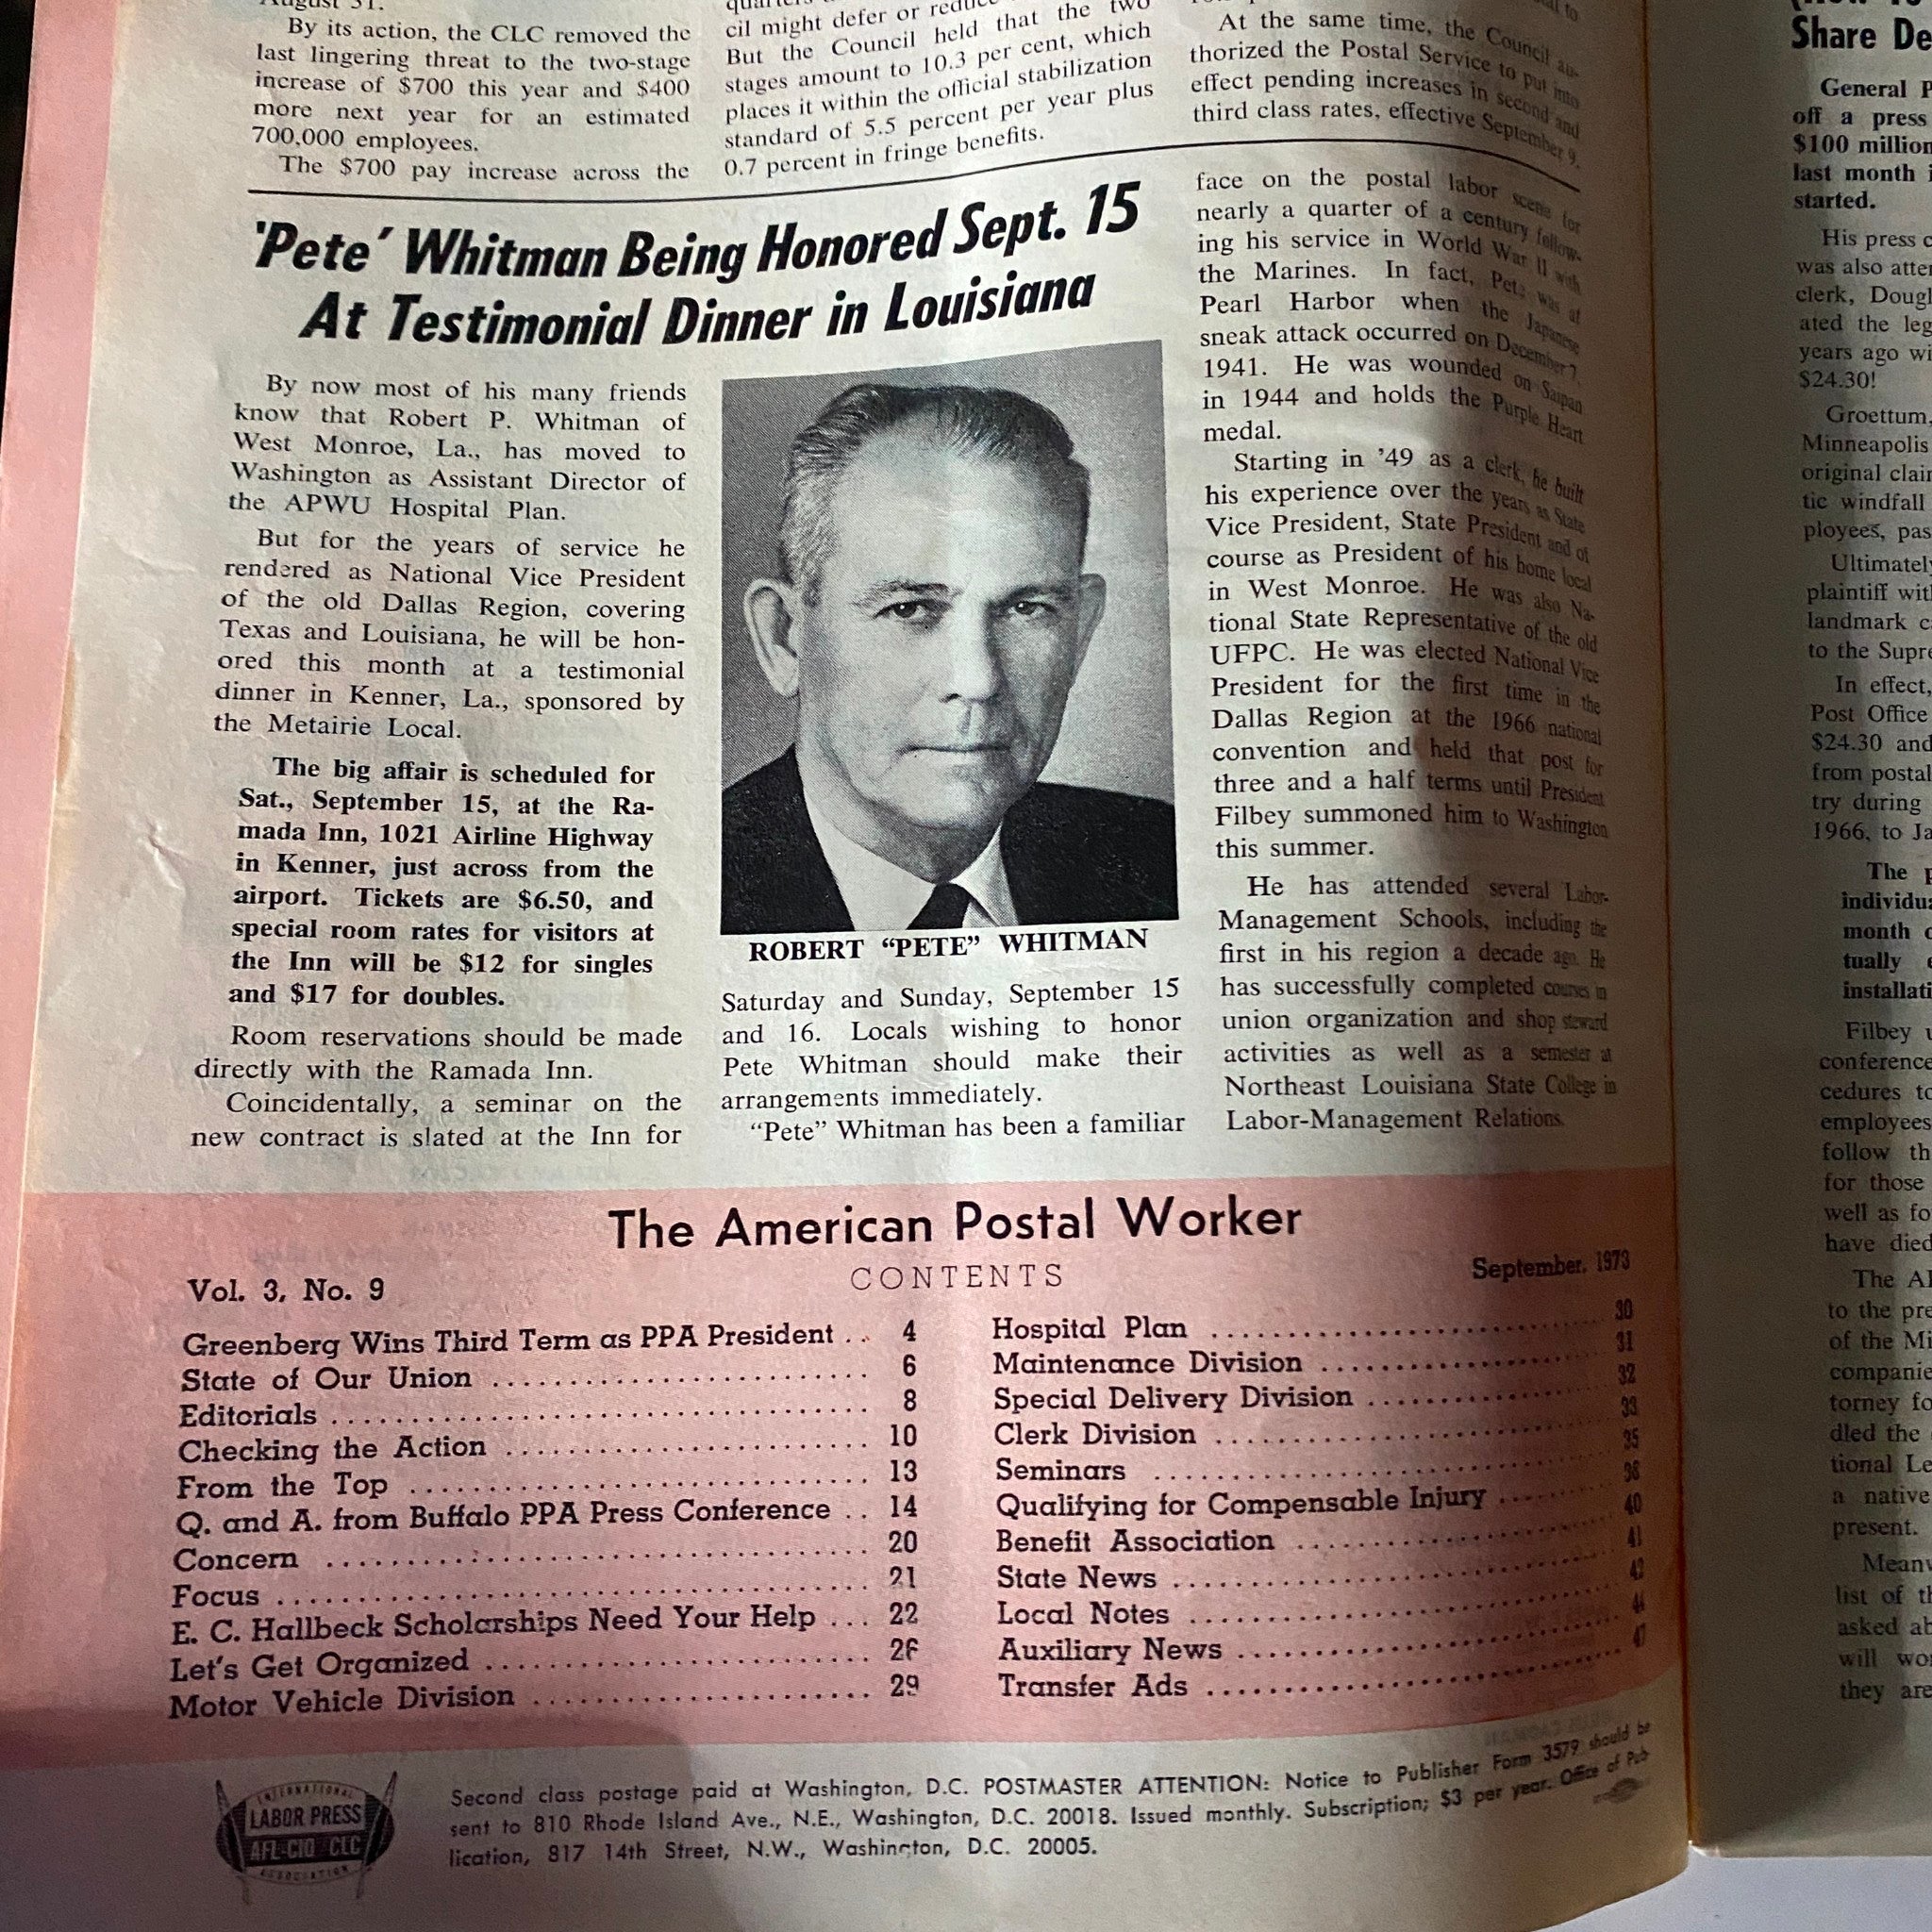 August 31.
By its action, the CLC removed the
last lingering threat to the two-stage
increase of $700 this year and $400
more next year for an estimated
700,000 employees.
The $700 pay increase across the
cil might defer or reduce
But the Council held that the two
stages amount to 10.3 per cent, which
places it within the official stabilization
standard of 5.5 percent per year plus
0.7 percent in fringe benefits.
At the same time, the Council au-
thorized the Postal Service to put into
effect pending increases in second and
third class rates, effective September 9.
'Pete' Whitman Being Honored Sept. 15
At Testimonial Dinner in Louisiana
By now most of his many friends
know that Robert P. Whitman of
West Monroe, La., has moved to
Washington as Assistant Director of
the APWU Hospital Plan.
But for the years of service he
rendered as National Vice President
of the old Dallas Region, covering
Texas and Louisiana, he will be hon-
ored this month at a testimonial
dinner in Kenner, La., sponsored by
the Metairie Local.
The big affair is scheduled for
Sat., September 15, at the Ra-
mada Inn, 1021 Airline Highway
in Kenner, just across from the
airport. Tickets are $6.50, and
special room rates for visitors at
the Inn will be $12 for singles
and $17 for doubles.
Room reservations should be made
directly with the Ramada Inn.
Coincidentally, a seminar on the
new contract is slated at the Inn for
ROBERT “PETE” WHITMAN
Saturday and Sunday, September 15
and 16. Locals wishing to honor
Pete Whitman should make their
arrangements immediately.
“Pete” Whitman has been a familiar
face on the postal labor scene for
nearly a quarter of a century follow-
ing his service in World War II with
the Marines. In fact, Pete was at
Pearl Harbor when the Japanese
sneak attack occurred on December 7,
1941. He was wounded on Saipan
in 1944 and holds the Purple Heart
medal.
Starting in ’49 as a clerk, he built
his experience over the years as State
Vice President, State President and of
course as President of his home local
in West Monroe. He was also Na-
tional State Representative of the old
UFPC. He was elected National Vice
President for the first time in the
Dallas Region at the 1966 national
convention and held that post for
three and a half terms until President
Filbey summoned him to Washington
this summer.
He has attended several Labor-
Management Schools, including the
first in his region a decade ago. He
has successfully completed courses in
union organization and shop steward
activities as well as a semester at
Northeast Louisiana State College in
Labor-Management Relations.
The American Postal Worker
Vol. 3, No. 9
CONTENTS
September, 1973
Greenberg Wins Third Term as PPA President .. 4
State of Our Union .......... 6
Editorials .......... 8
Checking the Action .......... 10
From the Top .......... 13
Q. and A. from Buffalo PPA Press Conference .. 14
Concern .......... 20
Focus .......... 21
E. C. Hallbeck Scholarships Need Your Help ... 22
Let's Get Organized .......... 26
Motor Vehicle Division .......... 29
Hospital Plan .......... 30
Maintenance Division .......... 31
Special Delivery Division .......... 32
Clerk Division .......... 33
Seminars .......... 35
Qualifying for Compensable Injury ..........
Benefit Association .......... 40
State News .......... 41
Local Notes ..........
Auxiliary News .......... 44
Transfer Ads .......... 47
INTERNATIONAL
LABOR PRESS
AFL-CIO CLC
ASSOCIATION
Second class postage paid at Washington, D.C. POSTMASTER ATTENTION: Notice to Publisher Form 3579 should be
sent to 810 Rhode Island Ave., N.E., Washington, D.C. 20018. Issued monthly. Subscription; $3 per year. Office of Pub-
lication, 817 14th Street, N.W., Washington, D.C. 20005.
Share De
General P
off a press
$100 million
last month i
started.
His press c
was also atte
clerk, Dougl
ated the leg
years ago wi
$24.30!
Groettum,
Minneapolis
original clai
tic windfall
ployees, pas
Ultimately
plaintiff wit
landmark c
to the Supre
In effect,
Post Office
$24.30 and
from postal
try during
1966, to Ja
The p
individua
month o
tually e
installati
Filbey u
conference
cedures to
employees
follow th
for those
well as fo
have died
The A
to the pre
of the Mi
companie
torney fo
dled the
tional Le
a native
present.
Meanw
list of th
asked ab
will wo
they are